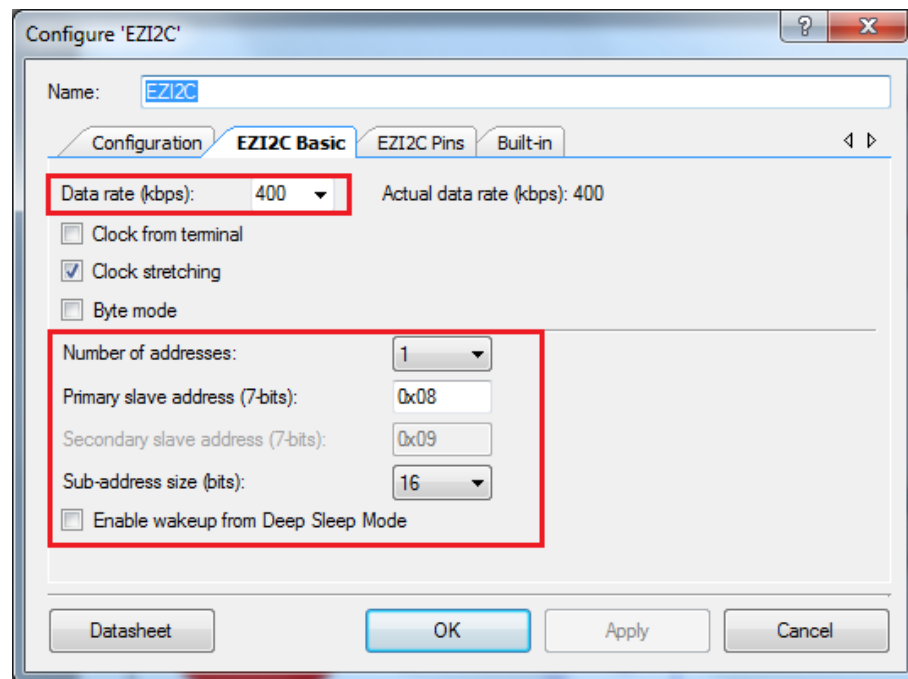 Configure 'EZI2C'
Name: EZI2C
Configuration EZI2C Basic EZI2C Pins Built-in
Data rate (kbps): 400 Actual data rate (kbps): 400
Clock from terminal
Clock stretching
Byte mode
Number of addresses: 1
Primary slave address (7-bits): 0x08
Secondary slave address (7-bits): 0x09
Sub-address size (bits): 16
Enable wakeup from Deep Sleep Mode
Datasheet OK Apply Cancel